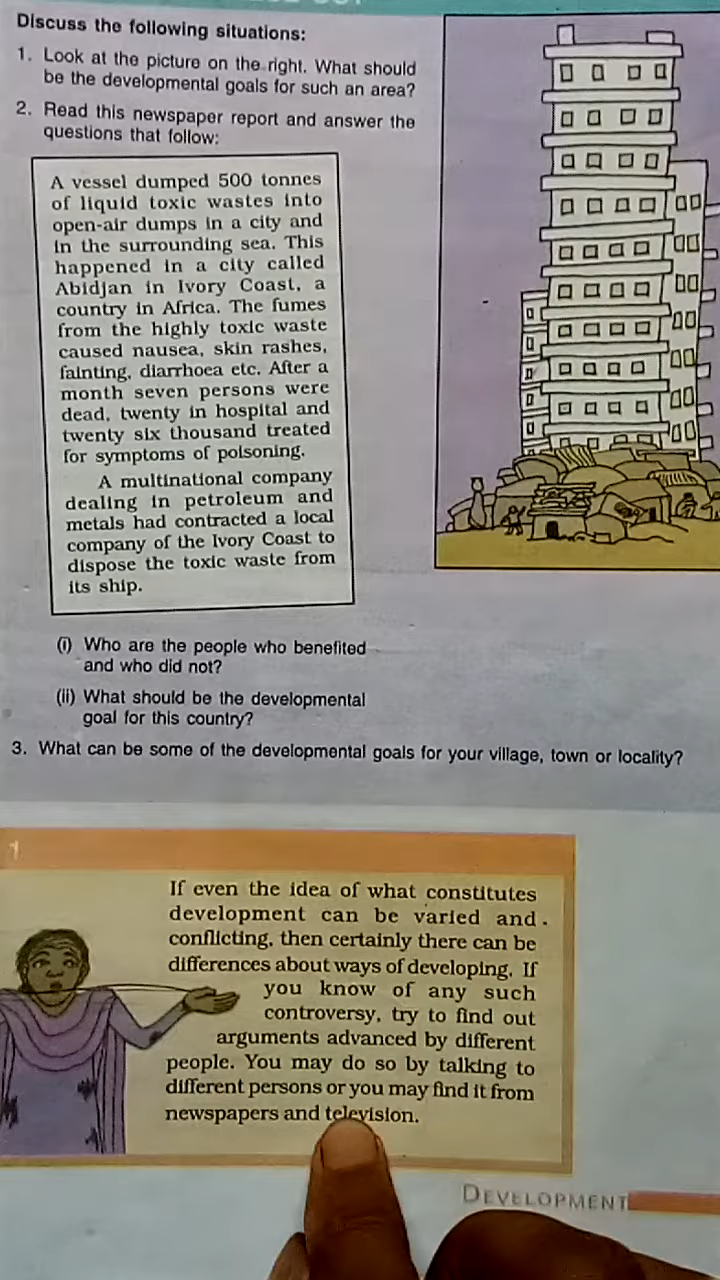 Discuss the following situations:
1. Look at the picture on the right. What should
be the developmental goals for such an area?
2. Read this newspaper report and answer the
questions that follow:
A vessel dumped 500 tonnes
of liquid toxic wastes into
open-air dumps in a city and
in the surrounding sea. This
happened in a city called
Abidjan in Ivory Coast, a
country in Africa. The fumes
from the highly toxic waste
caused nausea, skin rashes,
fainting, diarrhoea etc. After a
month seven persons were
dead, twenty in hospital and
twenty six thousand treated
for symptoms of poisoning.
A multinational company
dealing in petroleum and
metals had contracted a local
company of the Ivory Coast to
dispose the toxic waste from
its ship.
(i) Who are the people who benefited
and who did not?
(ii) What should be the developmental
goal for this country?
3. What can be some of the developmental goals for your village, town or locality?
1
If even the idea of what constitutes
development can be varied and
conflicting, then certainly there can be
differences about ways of developing. If
you know of any such
controversy, try to find out
arguments advanced by different
people. You may do so by talking to
different persons or you may find it from
newspapers and television.
DEVELOPMENT